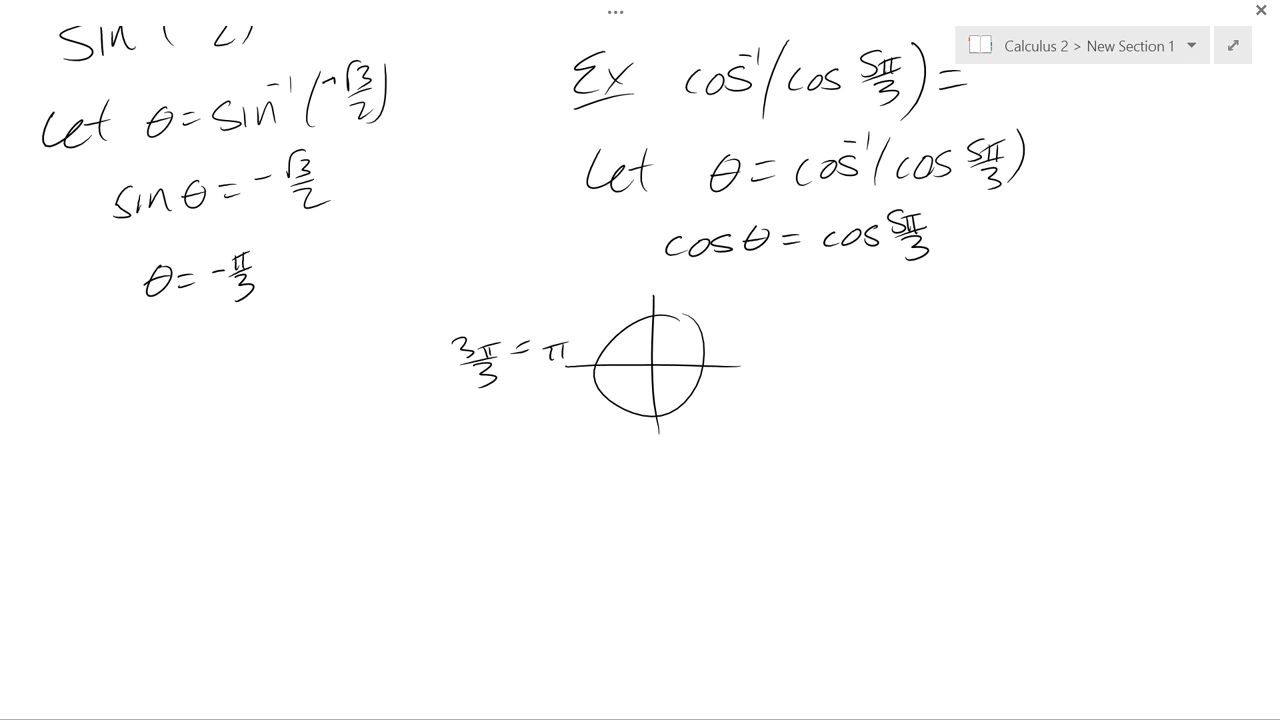 Calculus 2 > New Section 1
sin
Let θ = sin⁻¹(-√3/2)
sin θ = -√3/2
θ = -π/3
Ex cos⁻¹(cos 5π/3) =
Let θ = cos⁻¹(cos 5π/3)
cos θ = cos 5π/3
3π/3 = π